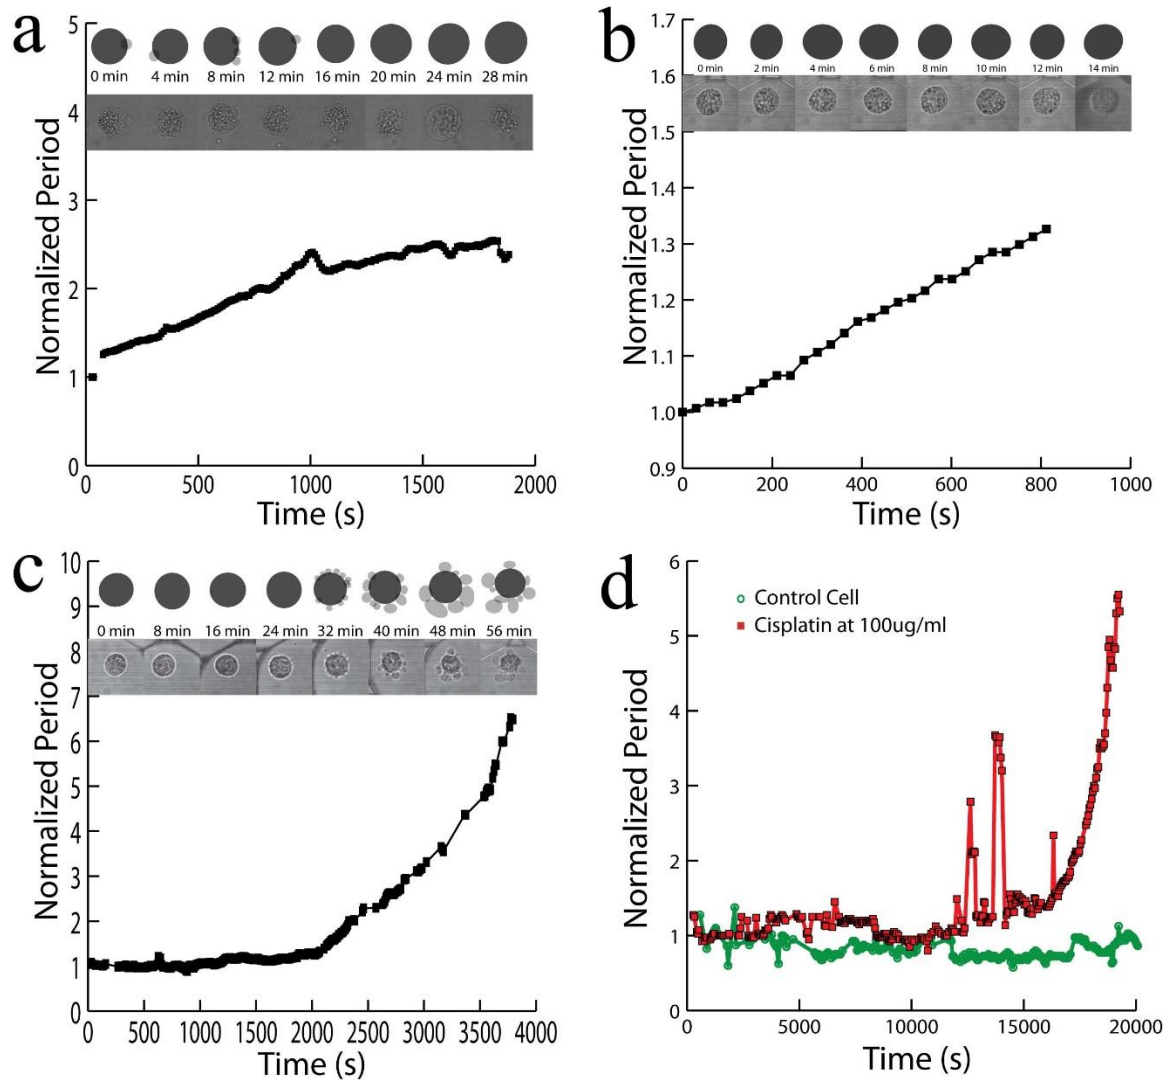 a
0 min 4 min 8 min 12 min 16 min 20 min 24 min 28 min
Normalized Period
5
4
3
2
1
0
0 500 1000 1500 2000
Time (s)
b
0 min 2 min 4 min 6 min 8 min 10 min 12 min 14 min
Normalized Period
1.7
1.6
1.5
1.4
1.3
1.2
1.1
1.0
0.9
0 200 400 600 800 1000
Time (s)
c
0 min 8 min 16 min 24 min 32 min 40 min 48 min 56 min
Normalized Period
10
9
8
7
6
5
4
3
2
1
0
0 500 1000 1500 2000 2500 3000 3500 4000
Time (s)
d
Control Cell
Cisplatin at 100ug/ml
Normalized Period
6
5
4
3
2
1
0
0 5000 10000 15000 20000
Time (s)